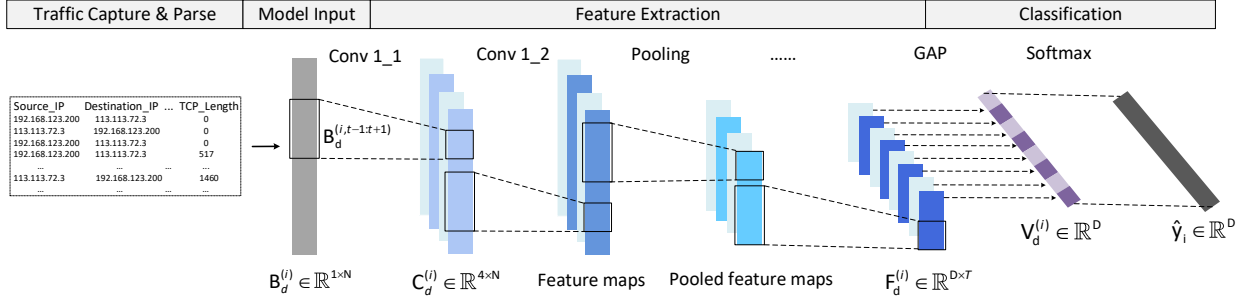 Traffic Capture & Parse Model Input Feature Extraction Classification
Conv 1_1 Conv 1_2 Pooling ...... GAP Softmax
Source_IP Destination_IP ... TCP_Length
192.168.123.200 113.113.72.3 0
113.113.72.3 192.168.123.200 0
192.168.123.200 113.113.72.3 0
192.168.123.200 113.113.72.3 517
... ... ... ...
113.113.72.3 192.168.123.200 1460
... ... ... ...
B_d^{(i,t-1:t+1)}
B_d^{(i)} ∈ ℝ^{1×N} C_d^{(i)} ∈ ℝ^{4×N} Feature maps Pooled feature maps F_d^{(i)} ∈ ℝ^{D×T} V_d^{(i)} ∈ ℝ^D ŷ_i ∈ ℝ^D